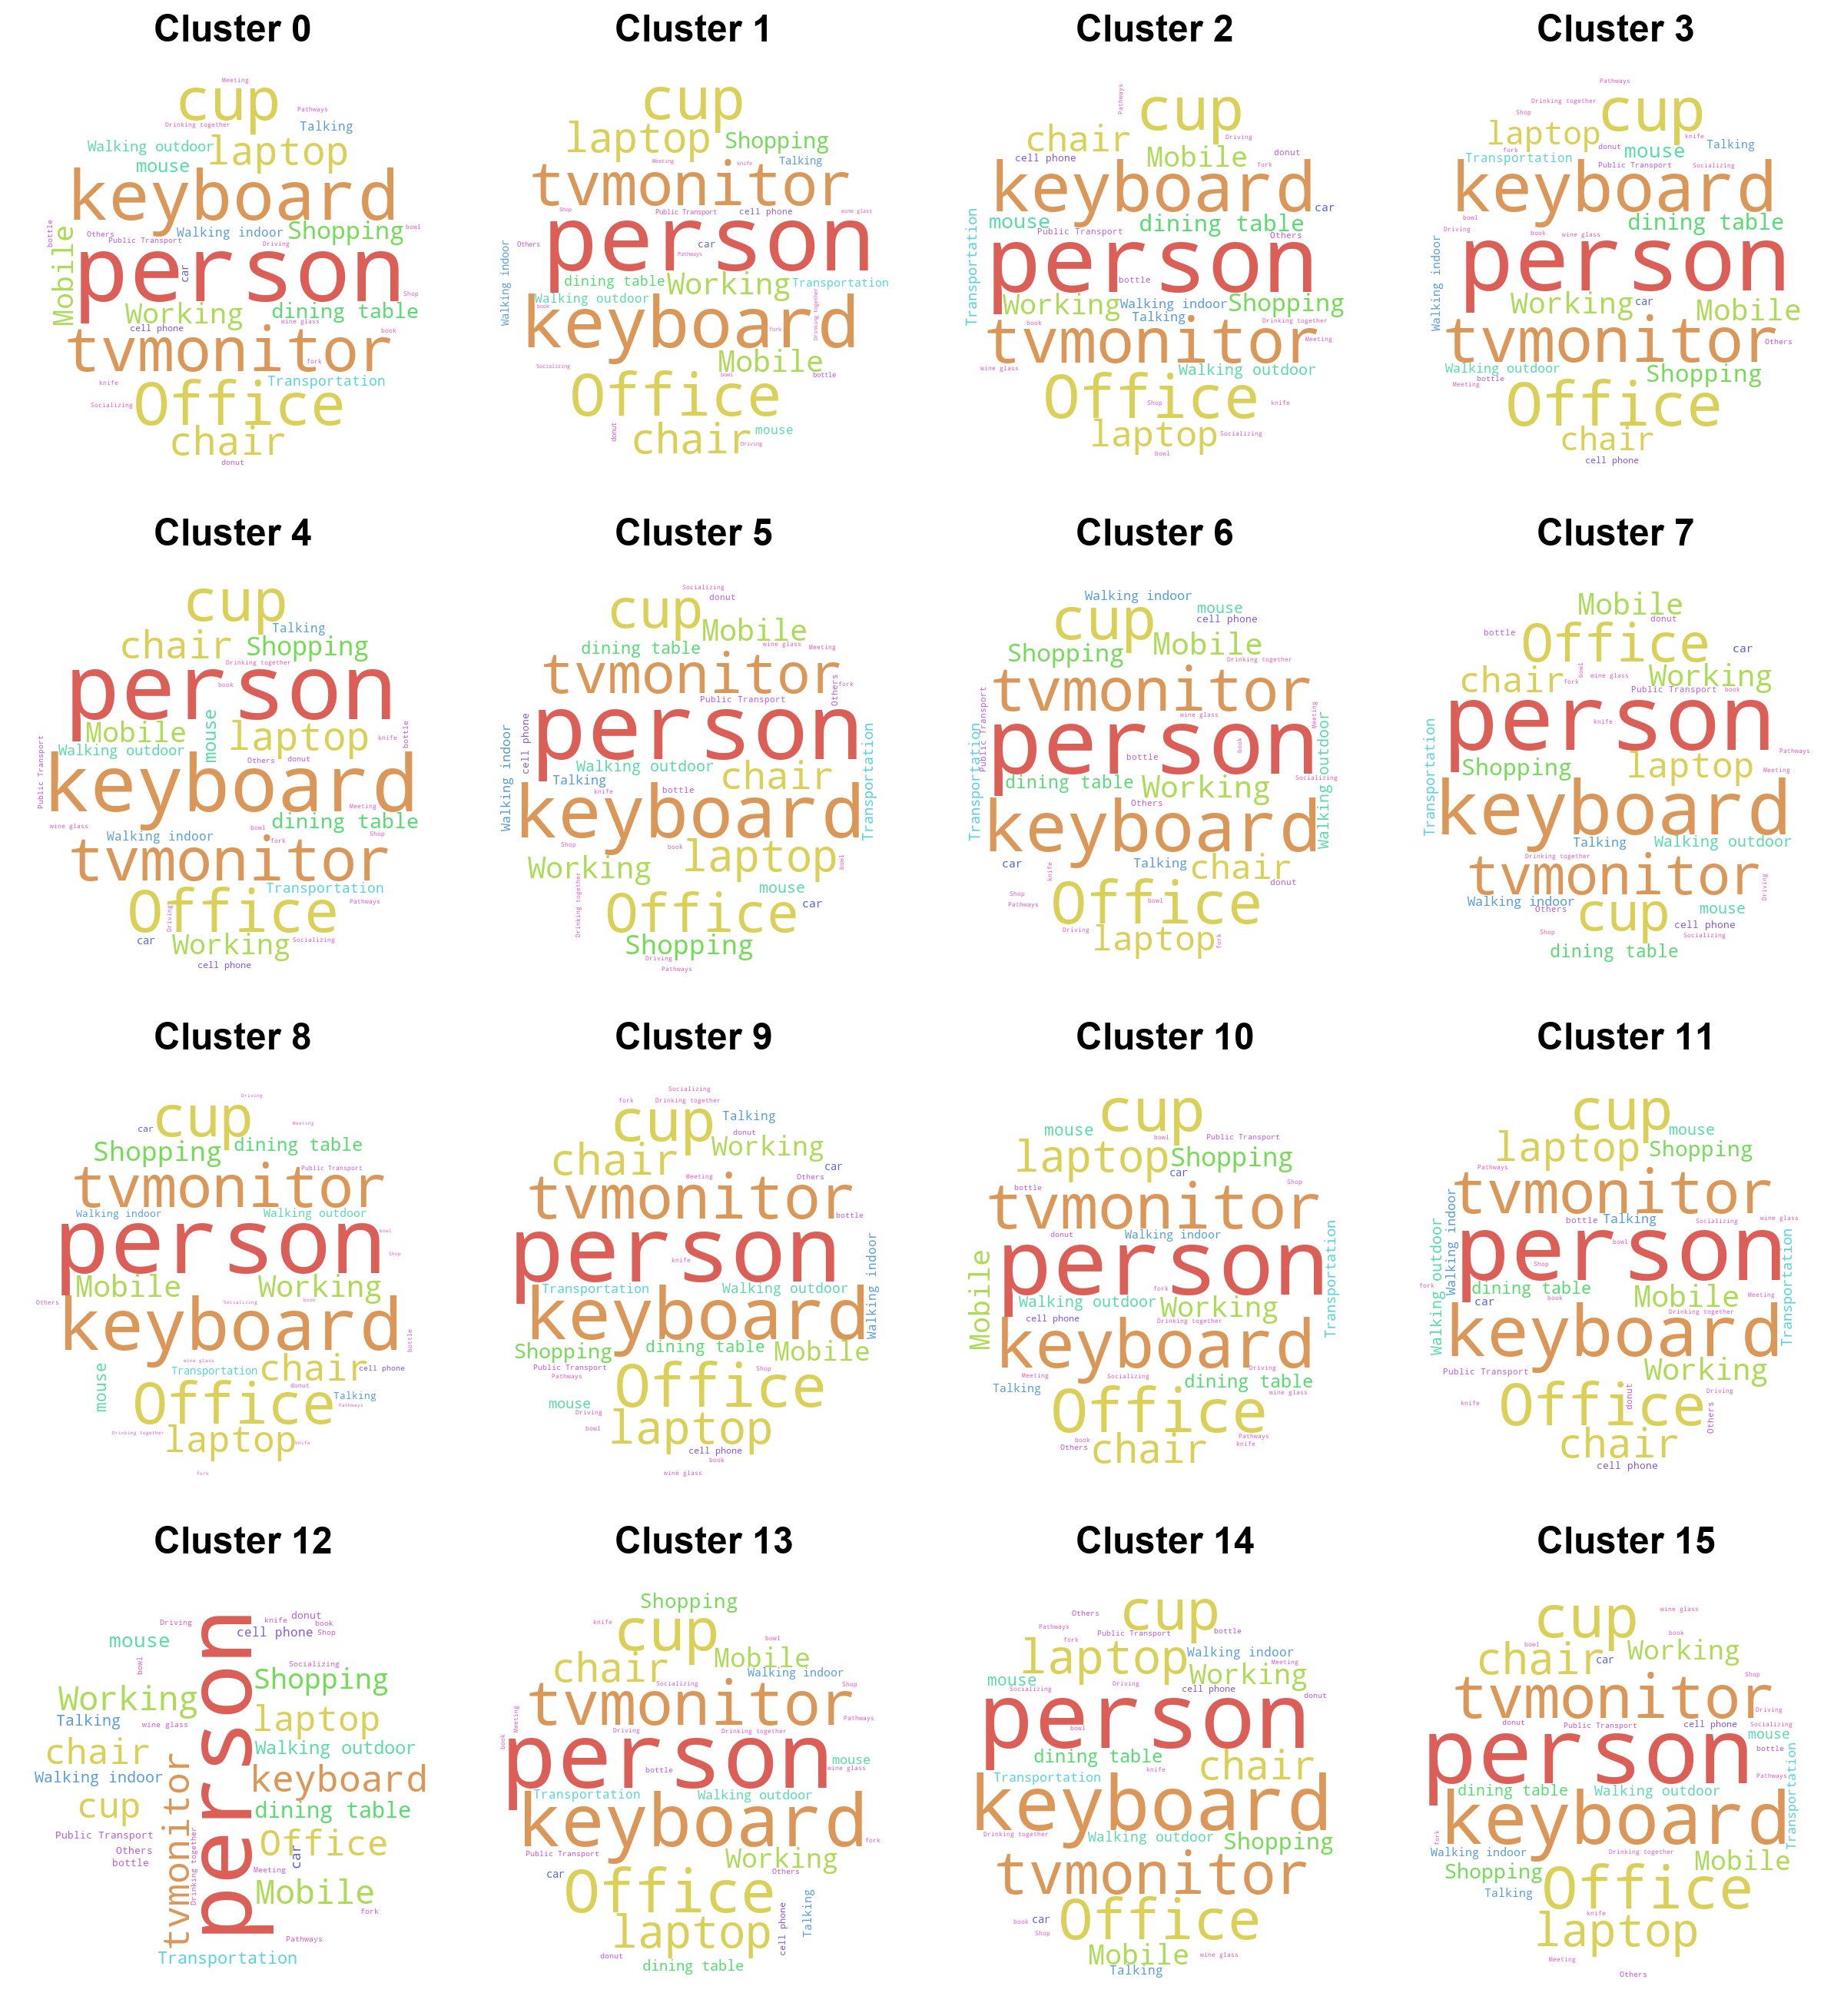 Cluster 0
Meeting
cup
Pathways
Drinking together
Talking
Walking outdoor
laptop
mouse
keyboard
bottle
Mobile
Others
Walking indoor
Shopping
bowl
Public Transport
Driving
person
car
Shop
Working
dining table
cell phone
wine glass
book
tvmonitor
fork
knife
Transportation
Socializing
Office
chair
donut
Cluster 1
cup
laptop
Shopping
Meeting
knife
Talking
tvmonitor
Shop
Public Transport
cell phone
wine glass
person
Others
car
Pathways
Walking indoor
dining table
Working
Transportation
Walking outdoor
book
Drinking together
keyboard
fork
Socializing
Mobile
bowl
bottle
Office
donut
chair
mouse
Driving
Cluster 2
Pathways
cup
chair
Driving
cell phone
Mobile
donut
fork
keyboard
car
Transportation
mouse
dining table
Public Transport
Others
person
bottle
Working
Walking indoor
Shopping
Talking
book
Drinking together
tvmonitor
Meeting
wine glass
Walking outdoor
Office
Shop
knife
laptop
Socializing
bowl
Cluster 3
Pathways
Drinking together
cup
Shop
laptop
knife
donut
mouse
Talking
Transportation
Public Transport
Socializing
keyboard
bowl
dining table
Driving
book
wine glass
Walking indoor
person
Working
car
Mobile
tvmonitor
Others
Walking outdoor
Shopping
Meeting
bottle
Office
chair
cell phone
Cluster 4
cup
Talking
chair
Shopping
Drinking together
person
book
mouse
Mobile
laptop
knife
bottle
Walking outdoor
Others
donut
Public Transport
keyboard
Meeting
wine glass
bowl
dining table
Walking indoor
fork
Shop
tvmonitor
Transportation
Office
Pathways
Driving
car
Working
Socializing
cell phone
Cluster 5
Socializing
donut
cup
Mobile
dining table
wine glass
Meeting
tvmonitor
fork
Others
Public Transport
person
cell phone
Walking indoor
Walking outdoor
Transportation
Talking
chair
knife
bottle
keyboard
Shop
book
laptop
bowl
Working
Drinking together
mouse
Office
car
Shopping
Driving
Pathways
Cluster 6
Walking indoor
cup
mouse
cell phone
Shopping
Mobile
Drinking together
tvmonitor
Public Transport
Meeting
wine glass
person
book
bottle
Walking outdoor
Transportation
Socializing
dining table
Working
Others
keyboard
car
knife
Talking
chair
donut
Shop
Pathways
Office
bowl
Driving
laptop
fork
Cluster 7
Mobile
donut
bottle
Office
car
chair
fork
bowl
wine glass
Working
Public Transport
book
person
knife
Pathways
Transportation
Shopping
laptop
Meeting
keyboard
Talking
Walking outdoor
Drinking together
tvmonitor
Driving
Walking indoor
Others
cup
mouse
cell phone
Shop
Socializing
dining table
Cluster 8
Driving
cup
car
Meeting
Shopping
dining table
Public Transport
tvmonitor
Walking indoor
Walking outdoor
person
bowl
Shop
Mobile
Working
Others
Socializing
book
keyboard
bottle
wine glass
mouse
Transportation
chair
cell phone
donut
Office
Talking
Pathways
Drinking together
laptop
knife
fork
Cluster 9
Socializing
fork
Drinking together
cup
Talking
donut
chair
Working
car
Meeting
Others
tvmonitor
bottle
person
knife
Walking indoor
Transportation
Walking outdoor
keyboard
Shopping
dining table
Mobile
Public Transport
Shop
Pathways
Office
mouse
Driving
bowl
laptop
cell phone
book
wine glass
Cluster 10
cup
mouse
bowl
Public Transport
laptop
Shopping
car
bottle
Shop
tvmonitor
donut
Walking indoor
person
Transportation
Mobile
fork
Walking outdoor
Working
cell phone
Drinking together
keyboard
Driving
Meeting
Socializing
Talking
dining table
wine glass
Office
book
Others
Pathways
knife
chair
Cluster 11
cup
mouse
laptop
Shopping
Pathways
tvmonitor
Walking indoor
bottle
Talking
Socializing
wine glass
person
bowl
Shop
Walking outdoor
Transportation
fork
dining table
Mobile
Meeting
car
book
Drinking together
keyboard
Public Transport
Working
donut
Driving
knife
Office
Others
chair
cell phone
Cluster 12
Driving
knife
donut
book
cell phone
Shop
mouse
bowl
Socializing
Shopping
Working
person
Talking
wine glass
laptop
chair
Walking outdoor
Walking indoor
tvmonitor
keyboard
cup
dining table
Public Transport
Others
bottle
Drinking together
Office
car
Meeting
Mobile
fork
Pathways
Transportation
Cluster 13
Shopping
knife
cup
bowl
Mobile
chair
Walking indoor
Socializing
Shop
tvmonitor
Pathways
Meeting
book
Driving
Drinking together
person
mouse
wine glass
bottle
Transportation
Walking outdoor
keyboard
fork
Public Transport
Working
car
Others
Office
Talking
cell phone
laptop
donut
dining table
Cluster 14
Others
cup
Pathways
Public Transport
bottle
fork
laptop
Walking indoor
Meeting
mouse
Working
Socializing
Driving
cell phone
donut
person
bowl
dining table
chair
Transportation
knife
keyboard
Drinking together
Walking outdoor
Shopping
tvmonitor
book
car
Office
Shop
Mobile
wine glass
Talking
Cluster 15
cup
wine glass
book
chair
bowl
car
Working
Shop
tvmonitor
Driving
donut
Public Transport
cell phone
Socializing
mouse
person
bottle
Pathways
Transportation
dining table
Walking outdoor
keyboard
fork
Walking indoor
Drinking together
Shopping
Mobile
Talking
Office
knife
laptop
Meeting
Others